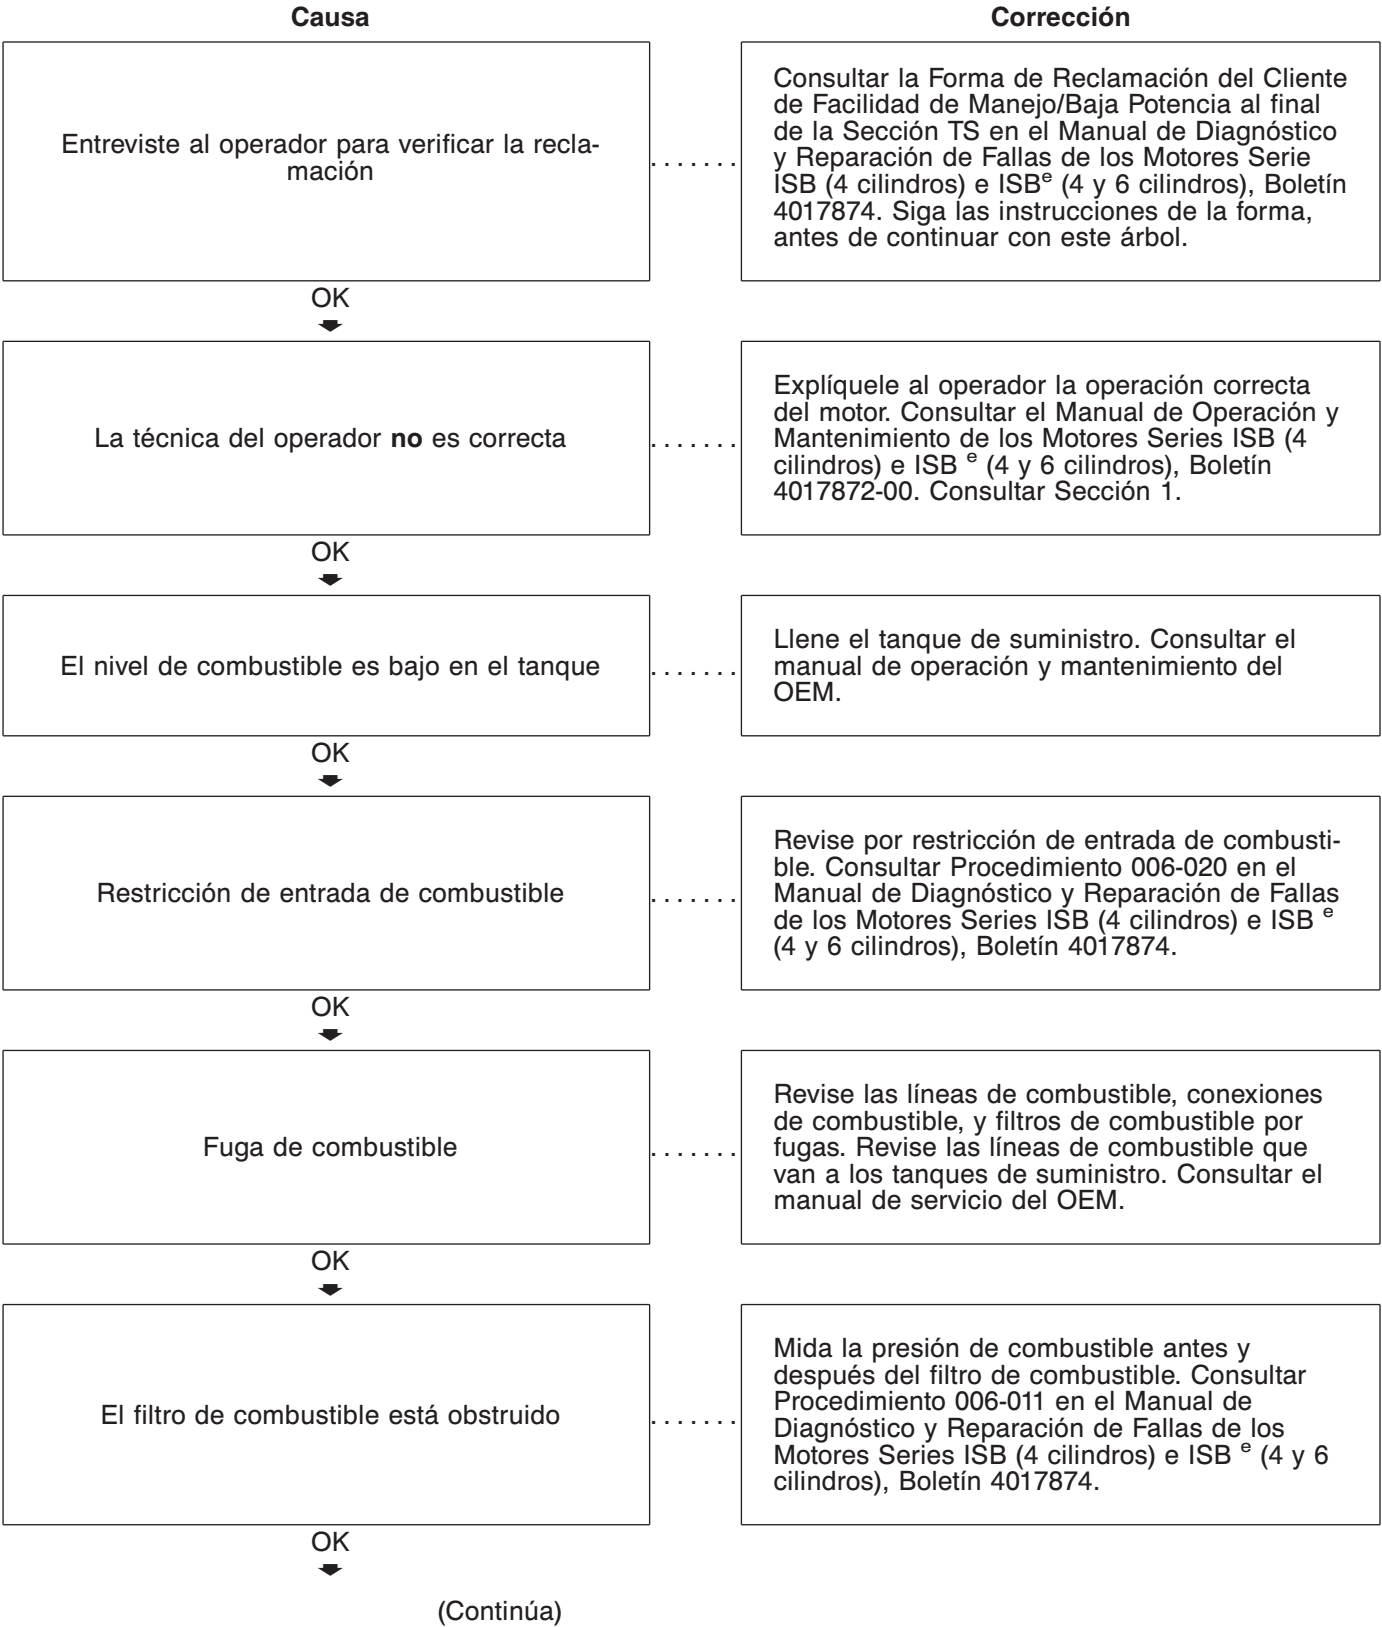 Causa
Corrección
Entreviste al operador para verificar la recla-
mación
. . . . . . .
Consultar la Forma de Reclamación del Cliente
de Facilidad de Manejo/Baja Potencia al final
de la Sección TS en el Manual de Diagnóstico
y Reparación de Fallas de los Motores Serie
ISB (4 cilindros) e ISBᵉ (4 y 6 cilindros), Boletín
4017874. Siga las instrucciones de la forma,
antes de continuar con este árbol.
OK
La técnica del operador no es correcta
. . . . . . .
Explíquele al operador la operación correcta
del motor. Consultar el Manual de Operación y
Mantenimiento de los Motores Series ISB (4
cilindros) e ISB ᵉ (4 y 6 cilindros), Boletín
4017872-00. Consultar Sección 1.
OK
El nivel de combustible es bajo en el tanque
. . . . . . .
Llene el tanque de suministro. Consultar el
manual de operación y mantenimiento del
OEM.
OK
Restricción de entrada de combustible
. . . . . . .
Revise por restricción de entrada de combusti-
ble. Consultar Procedimiento 006-020 en el
Manual de Diagnóstico y Reparación de Fallas
de los Motores Series ISB (4 cilindros) e ISB ᵉ
(4 y 6 cilindros), Boletín 4017874.
OK
Fuga de combustible
. . . . . . .
Revise las líneas de combustible, conexiones
de combustible, y filtros de combustible por
fugas. Revise las líneas de combustible que
van a los tanques de suministro. Consultar el
manual de servicio del OEM.
OK
El filtro de combustible está obstruido
. . . . . . .
Mida la presión de combustible antes y
después del filtro de combustible. Consultar
Procedimiento 006-011 en el Manual de
Diagnóstico y Reparación de Fallas de los
Motores Series ISB (4 cilindros) e ISB ᵉ (4 y 6
cilindros), Boletín 4017874.
OK
(Continúa)